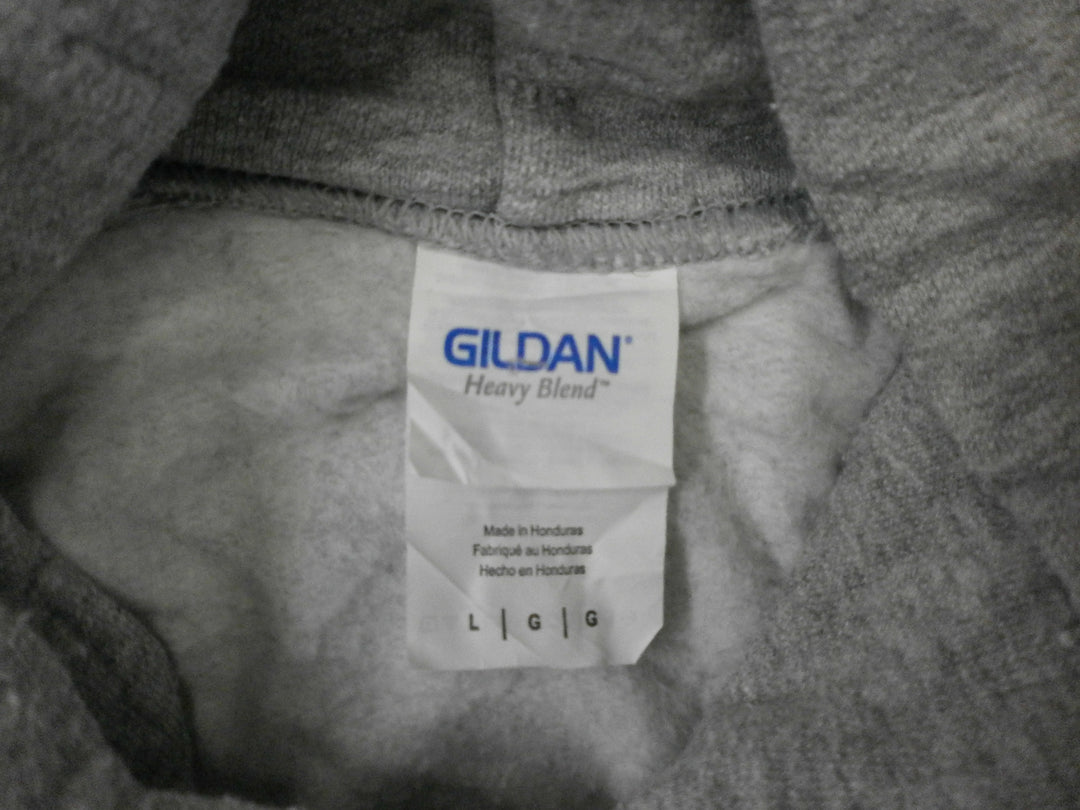 GILDAN®
Heavy Blend™
Made in Honduras
Fabriqué au Honduras
Hecho en Honduras
L | G | G